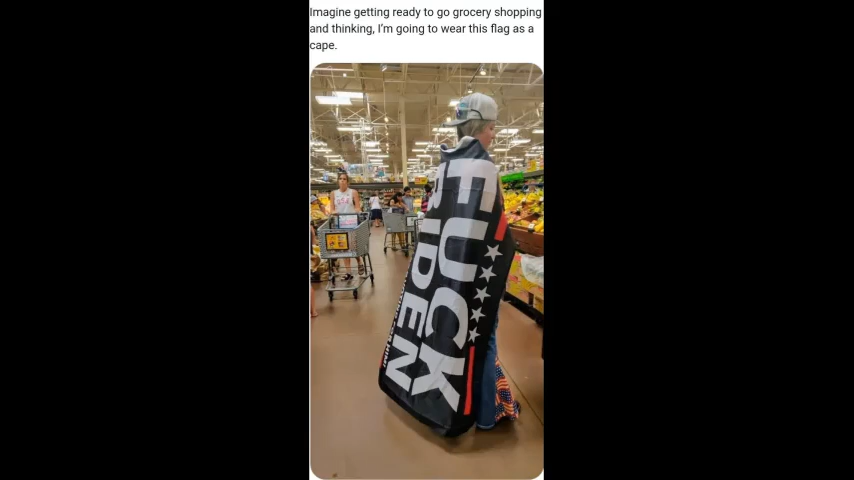 Imagine getting ready to go grocery shopping
and thinking, I'm going to wear this flag as a
cape.
FUCK
BIDEN